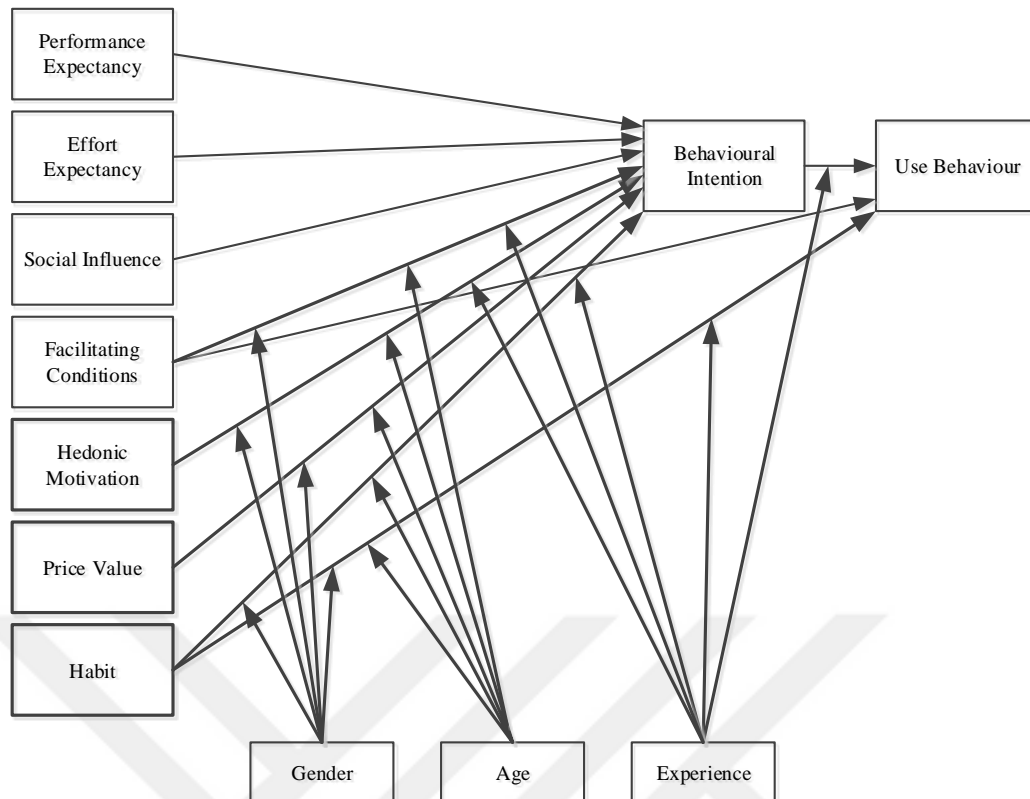 Performance
Expectancy
Effort
Expectancy
Behavioural
Intention
Use Behaviour
Social Influence
Facilitating
Conditions
Hedonic
Motivation
Price Value
Habit
Gender
Age
Experience